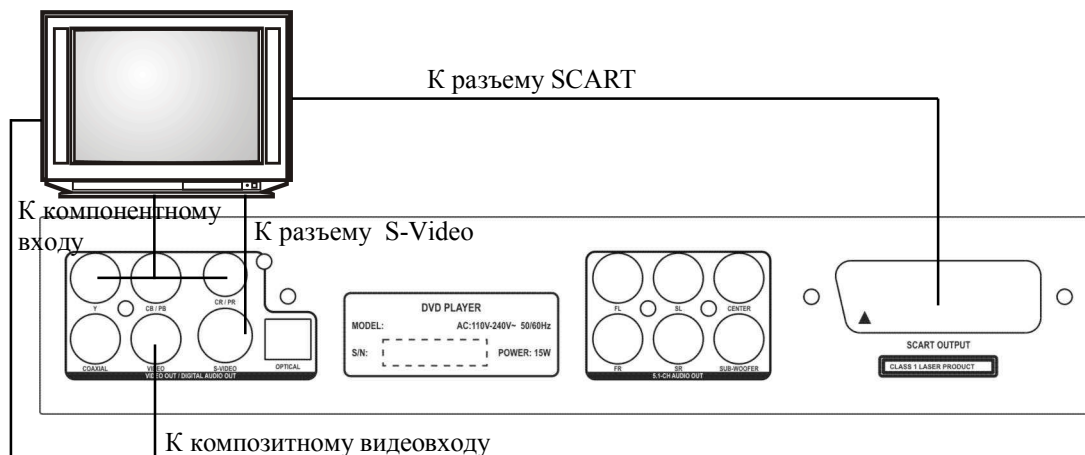 К разъему SCART
К компонентному
входу
К разъему S-Video
Y
CB / PB
CR / PR
COAXIAL
VIDEO
S-VIDEO
OPTICAL
VIDEO OUT / DIGITAL AUDIO OUT
DVD PLAYER
MODEL: AC:110V-240V~ 50/60Hz
S/N: POWER: 15W
FL
SL
CENTER
FR
SR
SUB-WOOFER
5.1-CH AUDIO OUT
SCART OUTPUT
CLASS 1 LASER PRODUCT
К композитному видеовходу